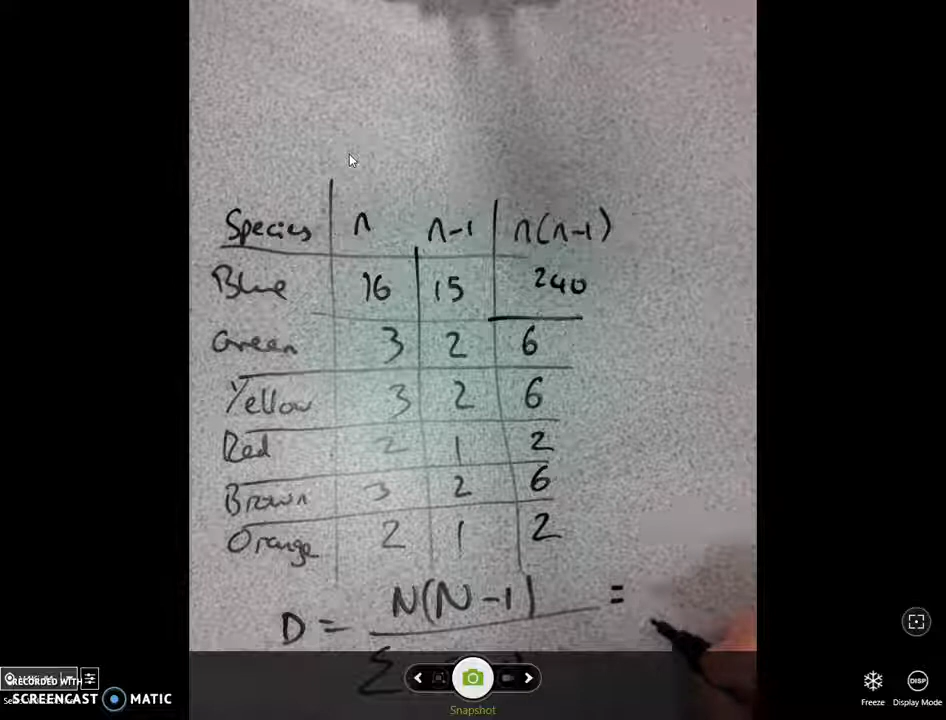 Species n n-1 n(n-1)
Blue 16 15 240
Green 3 2 6
Yellow 3 2 6
Red 2 1 2
Brown 3 2 6
Orange 2 1 2
D = N(N-1) =
Σ
Snapshot
DISP
Freeze Display Mode
RECORDED WITH
SCREENCAST MATIC